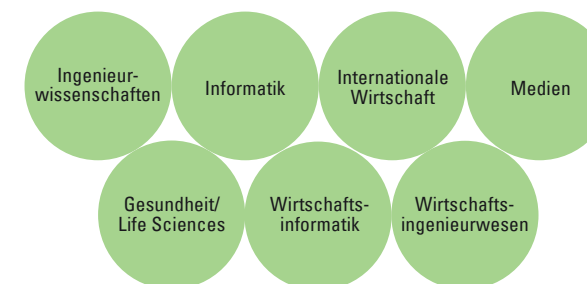 Ingenieur-
wissenschaften
Informatik
Internationale
Wirtschaft
Medien
Gesundheit/
Life Sciences
Wirtschafts-
informatik
Wirtschafts-
ingenieurwesen